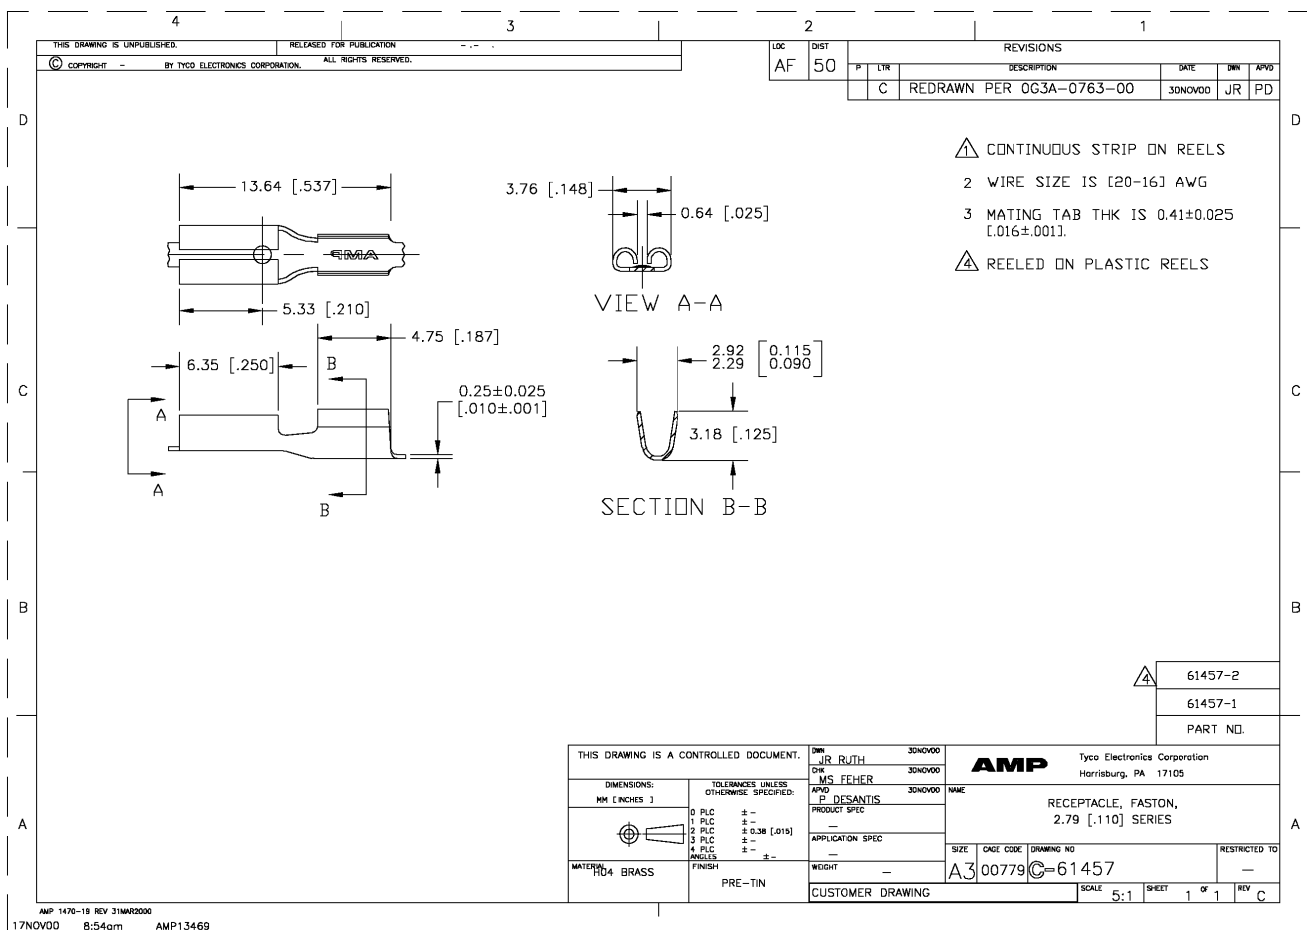 4 3 2 1
THIS DRAWING IS UNPUBLISHED. RELEASED FOR PUBLICATION - .- .
© COPYRIGHT - BY TYCO ELECTRONICS CORPORATION. ALL RIGHTS RESERVED.
LOC DIST
AF 50
REVISIONS
P LTR DESCRIPTION DATE DWN APVD
C REDRAWN PER 0G3A-0763-00 30NOV00 JR PD
D D
1 CONTINUOUS STRIP ON REELS
2 WIRE SIZE IS [20-16] AWG
3 MATING TAB THK IS 0.41±0.025
[.016±.001].
4 REELED ON PLASTIC REELS
13.64 [.537]
AMP
5.33 [.210]
3.76 [.148]
0.64 [.025]
VIEW A-A
4.75 [.187]
6.35 [.250]
B
0.25±0.025
[.010±.001]
A
A
B
2.92 [0.115]
2.29 [0.090]
3.18 [.125]
SECTION B-B
C C
B B
4 61457-2
61457-1
PART NO.
A A
THIS DRAWING IS A CONTROLLED DOCUMENT.
DIMENSIONS:
MM [ INCHES ]
TOLERANCES UNLESS
OTHERWISE SPECIFIED:
0 PLC ± -
1 PLC ± -
2 PLC ± 0.38 [.015]
3 PLC ± -
4 PLC ± -
ANGLES ± -
MATERIAL
H04 BRASS
FINISH
PRE-TIN
DWN 30NOV00
JR RUTH
CHK 30NOV00
MS FEHER
APVD 30NOV00
P DESANTIS
PRODUCT SPEC
-
APPLICATION SPEC
-
WEIGHT -
CUSTOMER DRAWING
AMP
Tyco Electronics Corporation
Harrisburg, PA 17105
NAME
RECEPTACLE, FASTON,
2.79 [.110] SERIES
SIZE CAGE CODE DRAWING NO RESTRICTED TO
A3 00779 C-61457 -
SCALE 5:1 SHEET 1 OF 1 REV C
AMP 1470-19 REV 31MAR2000
17NOV00 8:54am AMP13469